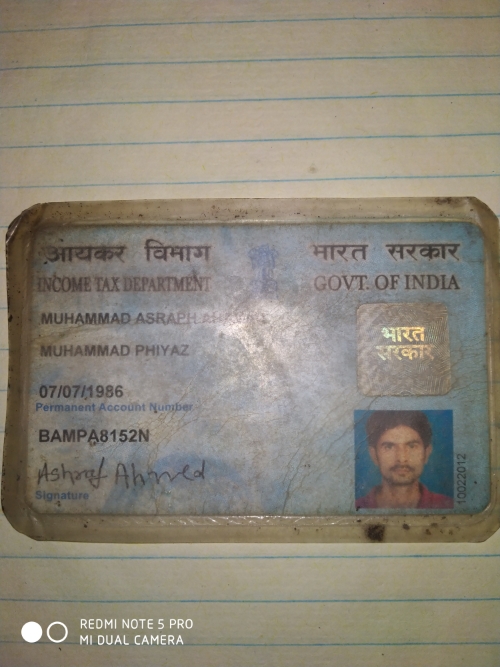 आयकर विभाग
भारत सरकार
INCOME TAX DEPARTMENT
GOVT. OF INDIA
MUHAMMAD ASRAPH
MUHAMMAD PHIYAZ
भारत
सरकार
07/07/1986
Permanent Account Number
BAMPA8152N
Ashraf Ahmed
Signature
10022012
REDMI NOTE 5 PRO
MI DUAL CAMERA